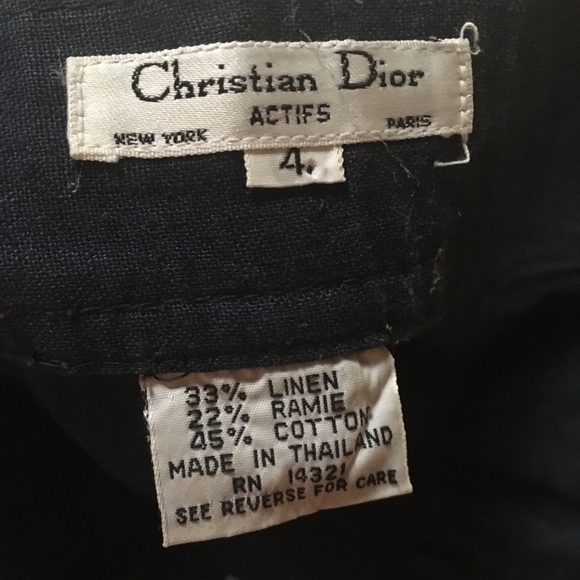 Christian Dior
ACTIFS
NEW YORK PARIS
4
33% LINEN
22% RAMIE
45% COTTON
MADE IN THAILAND
RN 14321
SEE REVERSE FOR CARE